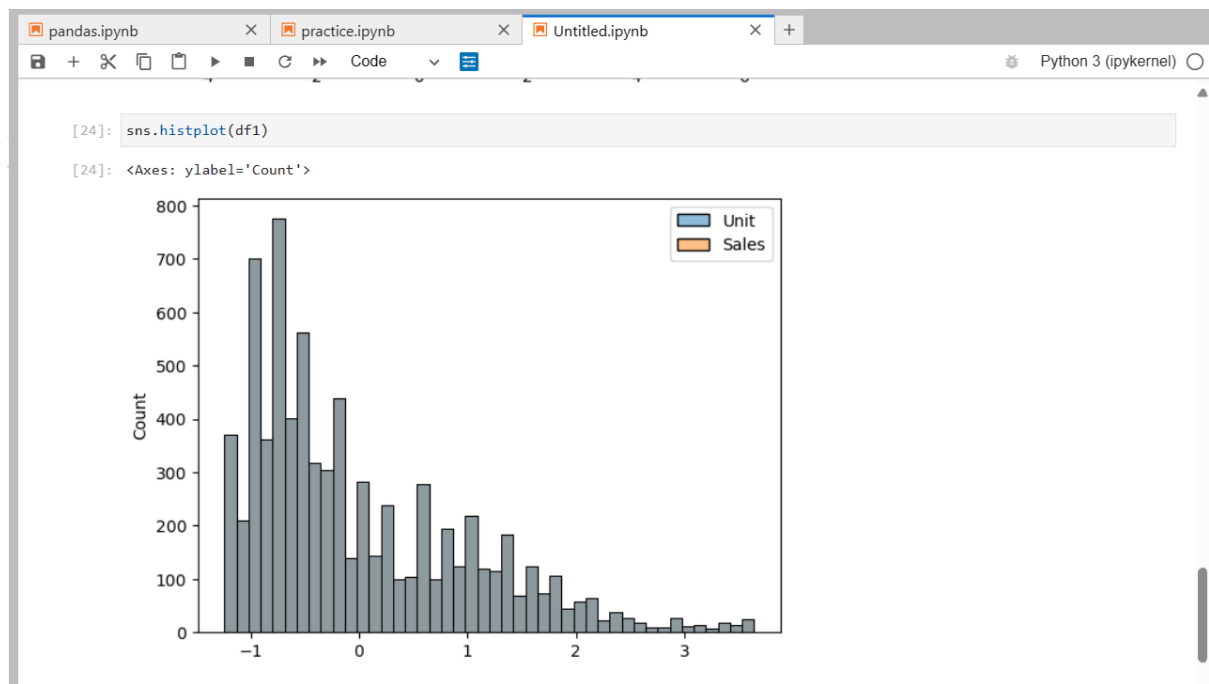 pandas.ipynb
practice.ipynb
Untitled.ipynb
Code
Python 3 (ipykernel)
[24]: sns.histplot(df1)
[24]: <Axes: ylabel='Count'>
800
700
600
500
400
300
200
100
0
Count
Unit
Sales
−1 0 1 2 3